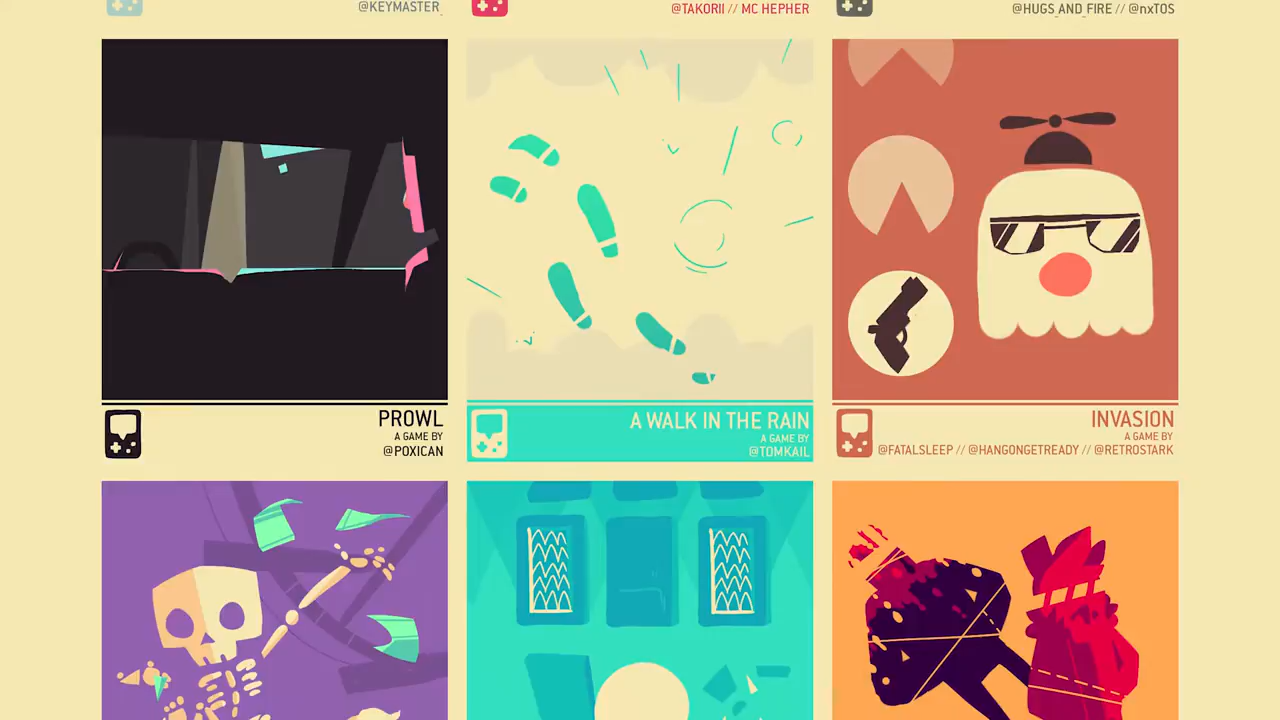 @KEYMASTER_
@TAKORII // MC HEPHER
@HUGS_AND_FIRE // @nxTOS
PROWL
A GAME BY
@POXICAN
A WALK IN THE RAIN
A GAME BY
@TOMKAIL
INVASION
A GAME BY
@FATALSLEEP // @HANGONGETREADY // @RETROSTARK